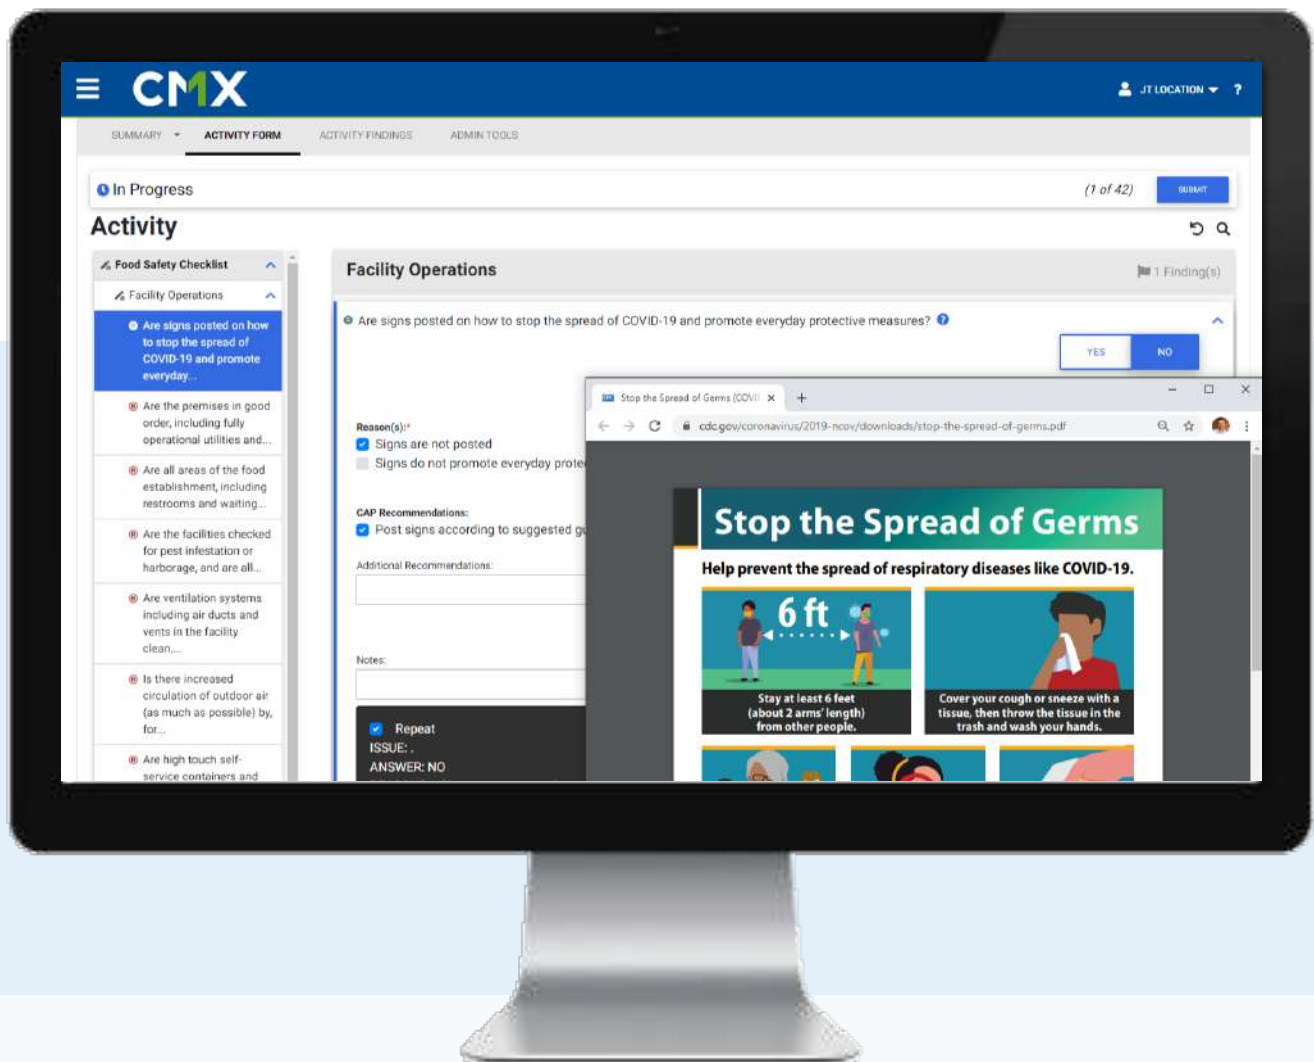 CMX
JT LOCATION
?
SUMMARY
ACTIVITY FORM
ACTIVITY FINDINGS
ADMIN TOOLS
In Progress
(1 of 42)
SUBMIT
Activity
Food Safety Checklist
Facility Operations
Are signs posted on how
to stop the spread of
COVID-19 and promote
everyday...
Are the premises in good
order, including fully
operational utilities and...
Are all areas of the food
establishment, including
restrooms and waiting...
Are the facilities checked
for pest infestation or
harborage, and are all...
Are ventilation systems
including air ducts and
vents in the facility
clean,...
Is there increased
circulation of outdoor air
(as much as possible) by,
for...
Are high touch self-
service containers and
Facility Operations
1 Finding(s)
Are signs posted on how to stop the spread of COVID-19 and promote everyday protective measures? ?
YES
NO
Reason(s):*
Signs are not posted
Signs do not promote everyday prote
CAP Recommendations:
Post signs according to suggested gu
Additional Recommendations:
Notes:
Repeat
ISSUE: .
ANSWER: NO
Stop the Spread of Germs (COVI
cdc.gov/coronavirus/2019-ncov/downloads/stop-the-spread-of-germs.pdf
Stop the Spread of Germs
Help prevent the spread of respiratory diseases like COVID-19.
6 ft
Stay at least 6 feet
(about 2 arms' length)
from other people.
Cover your cough or sneeze with a
tissue, then throw the tissue in the
trash and wash your hands.